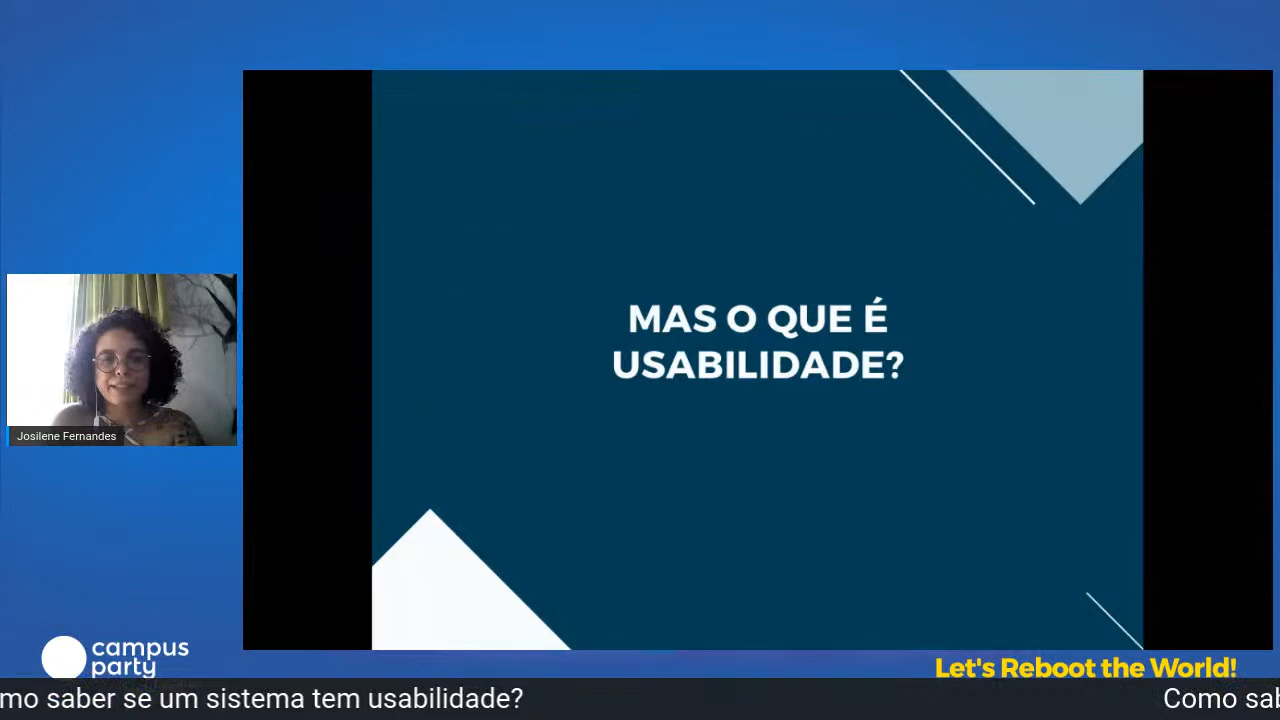 MAS O QUE É
USABILIDADE?
Josilene Fernandes
campus
party
Let's Reboot the World!
mo saber se um sistema tem usabilidade?
Como sab